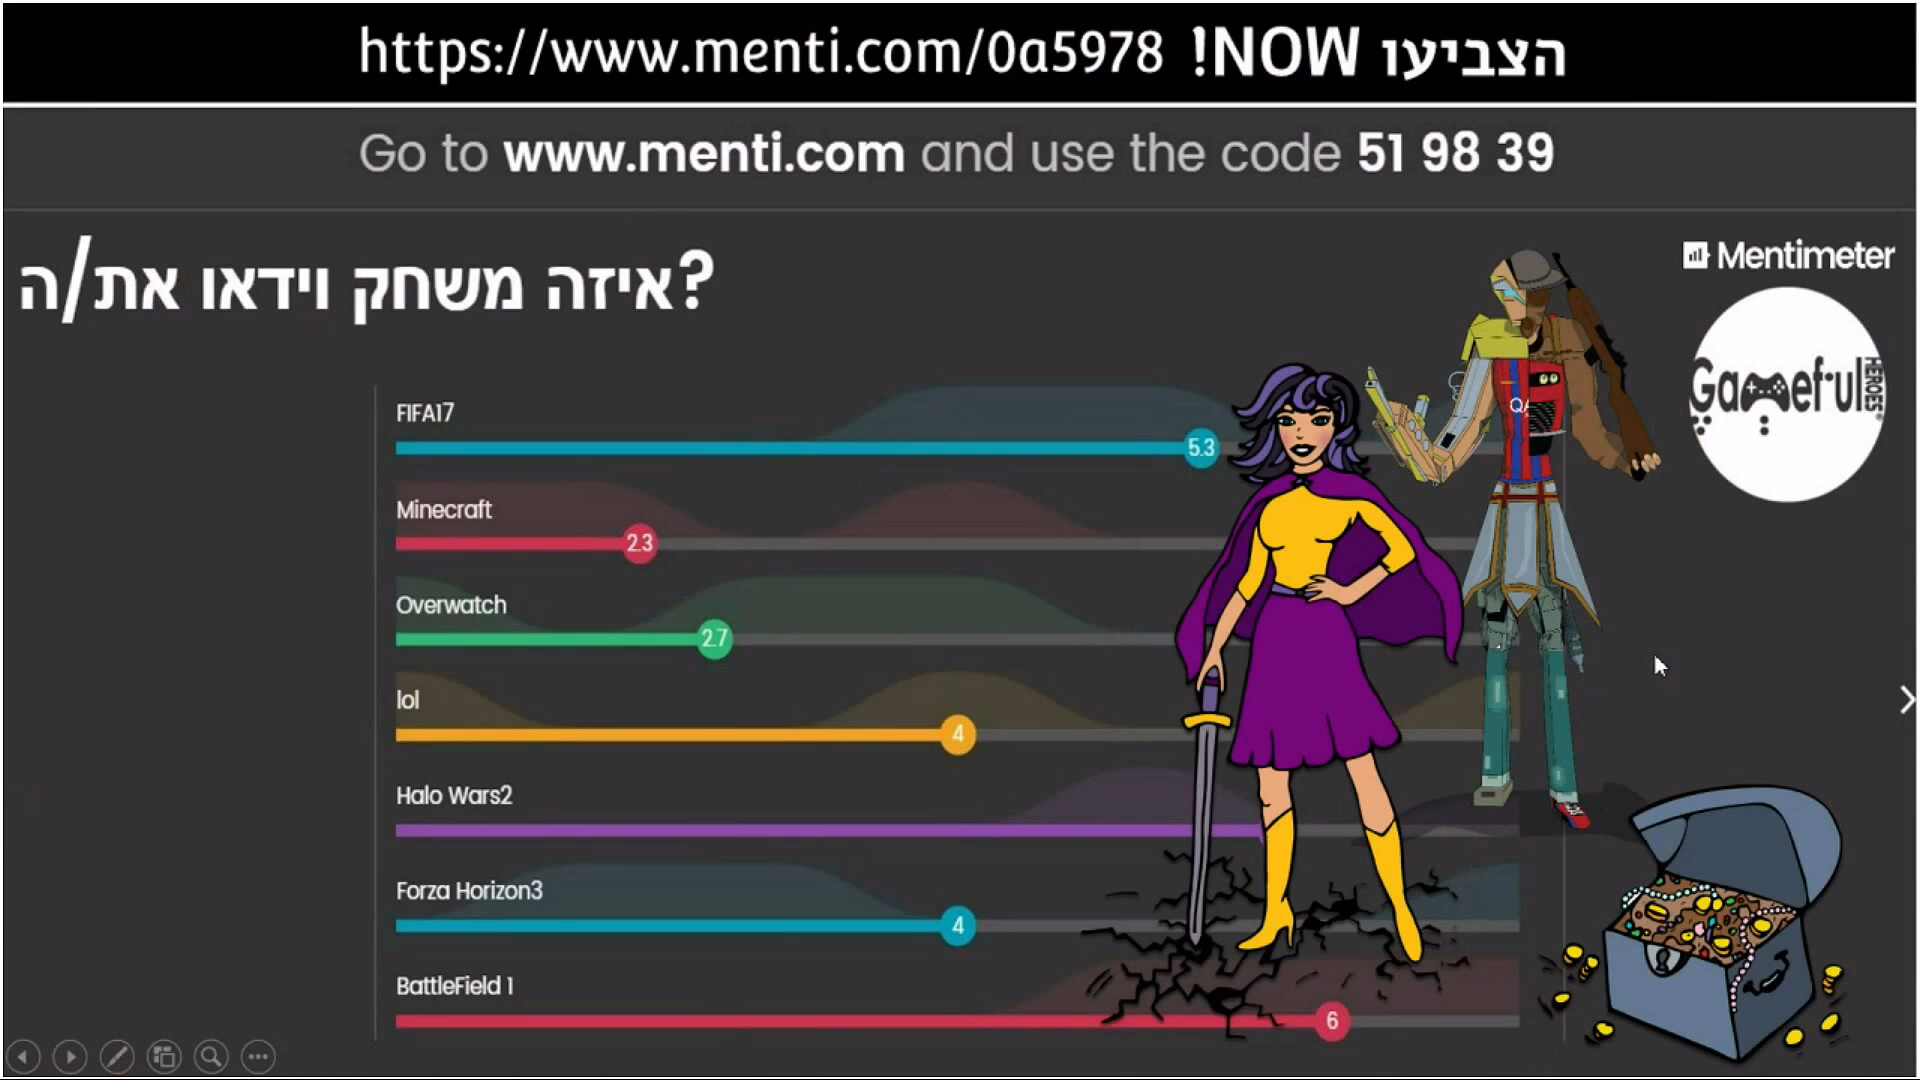 https://www.menti.com/0a5978 !NOW הצביעו
Go to www.menti.com and use the code 51 98 39
איזה משחק וידאו את/ה?
Mentimeter
Gameful HEROES
QA
FIFA17
5.3
Minecraft
2.3
Overwatch
2.7
lol
4
Halo Wars2
Forza Horizon3
4
BattleField 1
6